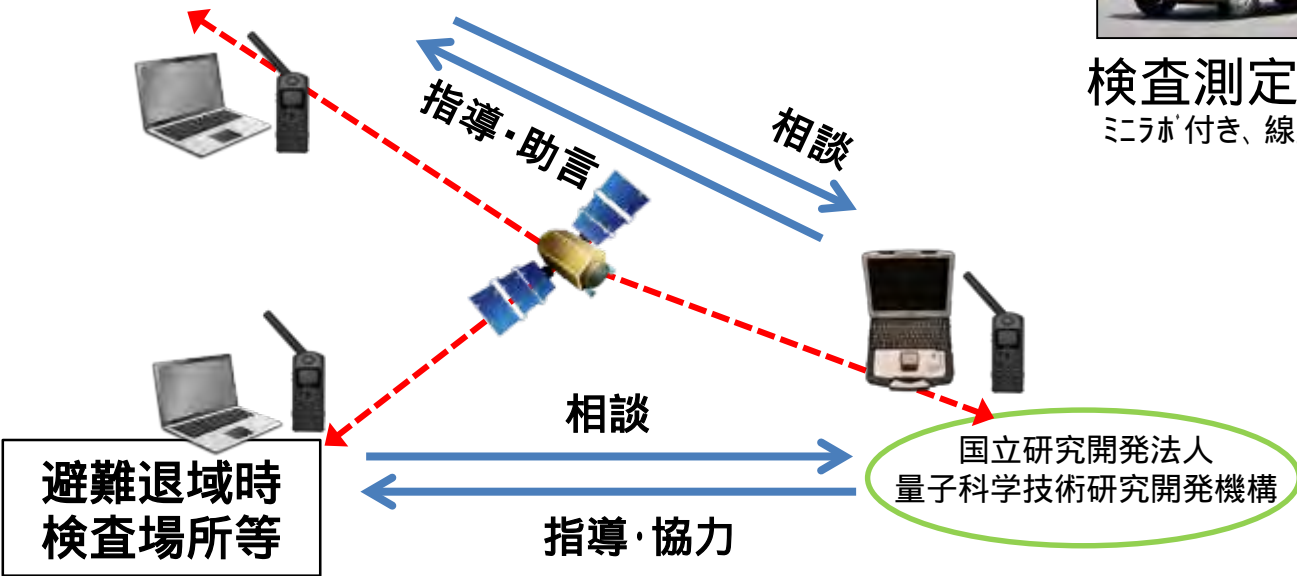 検査測定
ﾐﾆﾗﾎﾞ付き、線
相談
指導・助言
相談
国立研究開発法人
量子科学技術研究開発機構
避難退域時
検査場所等
指導・協力